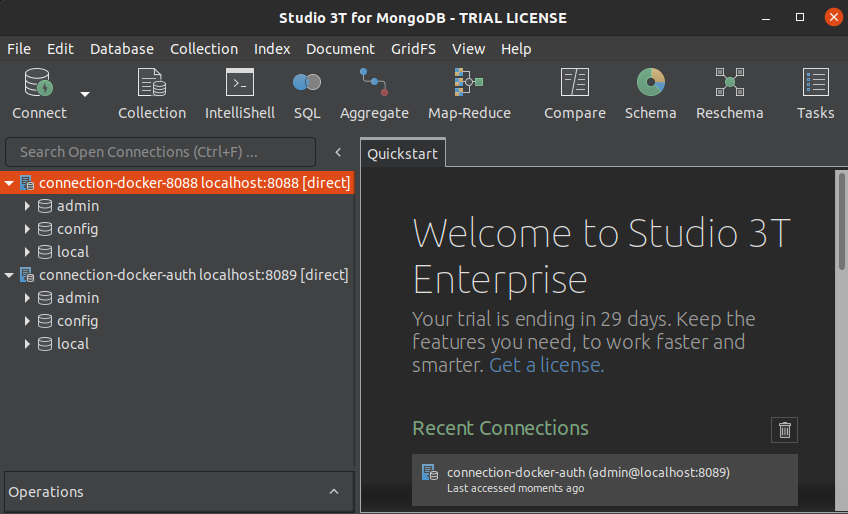 Studio 3T for MongoDB - TRIAL LICENSE
File Edit Database Collection Index Document GridFS View Help
Connect Collection IntelliShell SQL Aggregate Map-Reduce Compare Schema Reschema Tasks
Search Open Connections (Ctrl+F) ...
Quickstart
connection-docker-8088 localhost:8088 [direct]
admin
config
local
connection-docker-auth localhost:8089 [direct]
admin
config
local
Operations
Welcome to Studio 3T
Enterprise
Your trial is ending in 29 days. Keep the
features you need, to work faster and
smarter. Get a license.
Recent Connections
connection-docker-auth (admin@localhost:8089)
Last accessed moments ago